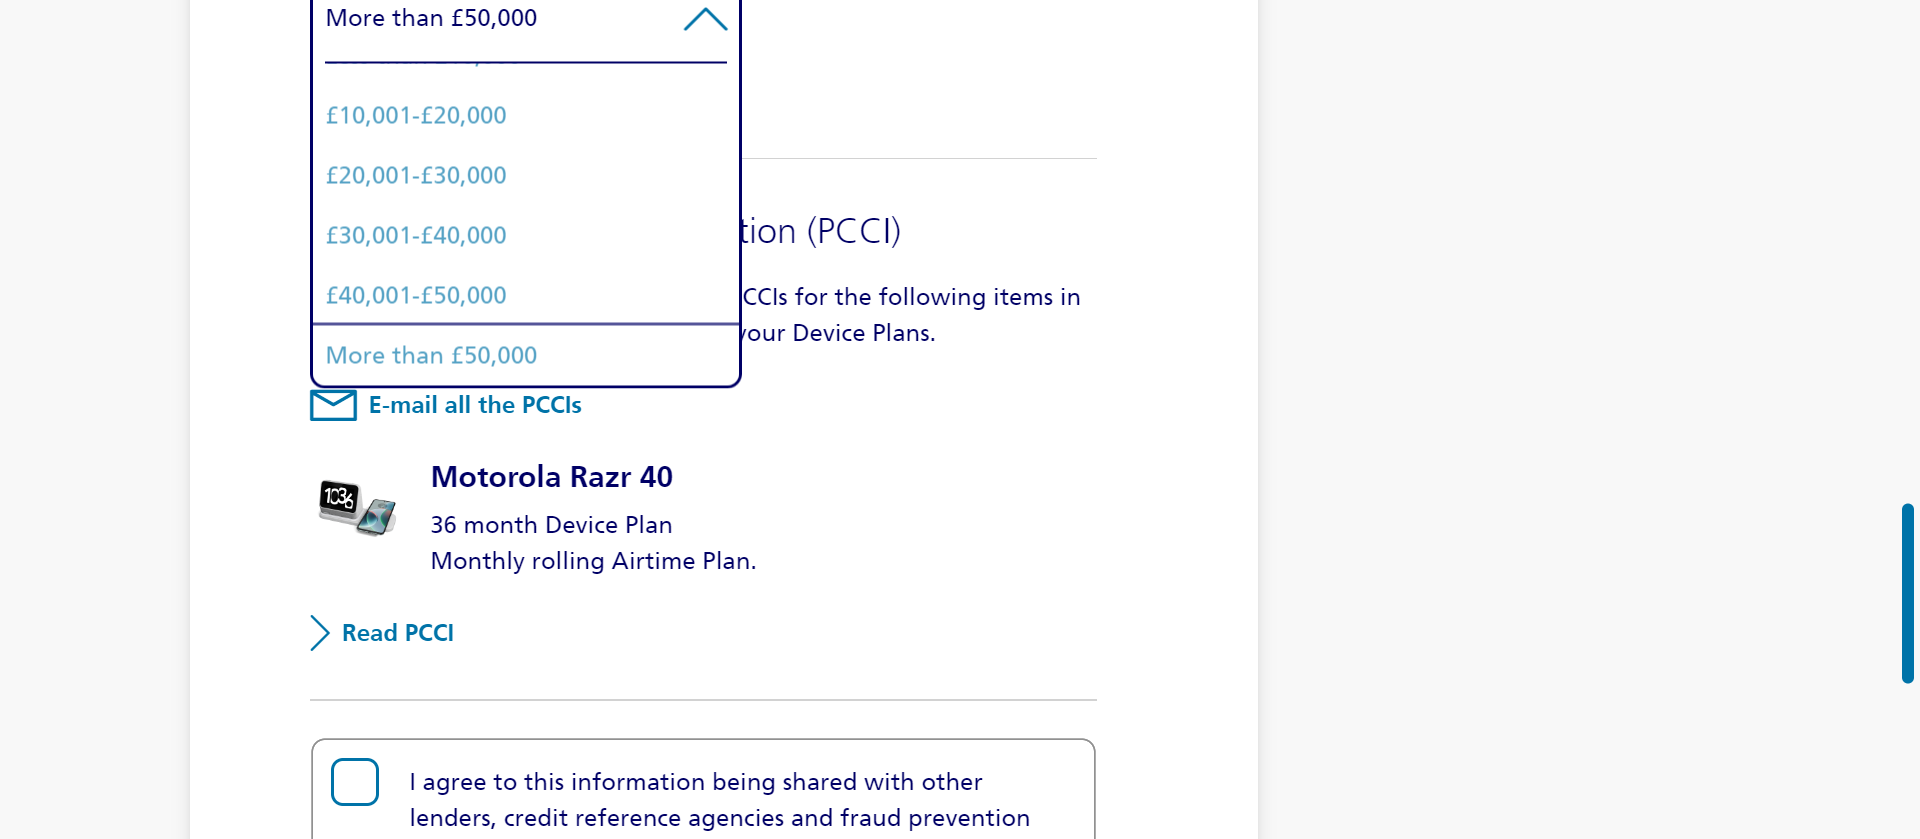 More than £50,000
£10,001-£20,000
£20,001-£30,000
£30,001-£40,000
£40,001-£50,000
More than £50,000
tion (PCCI)
CCIs for the following items in
your Device Plans.
E-mail all the PCCIs
Motorola Razr 40
10:36
36 month Device Plan
Monthly rolling Airtime Plan.
Read PCCI
I agree to this information being shared with other
lenders, credit reference agencies and fraud prevention